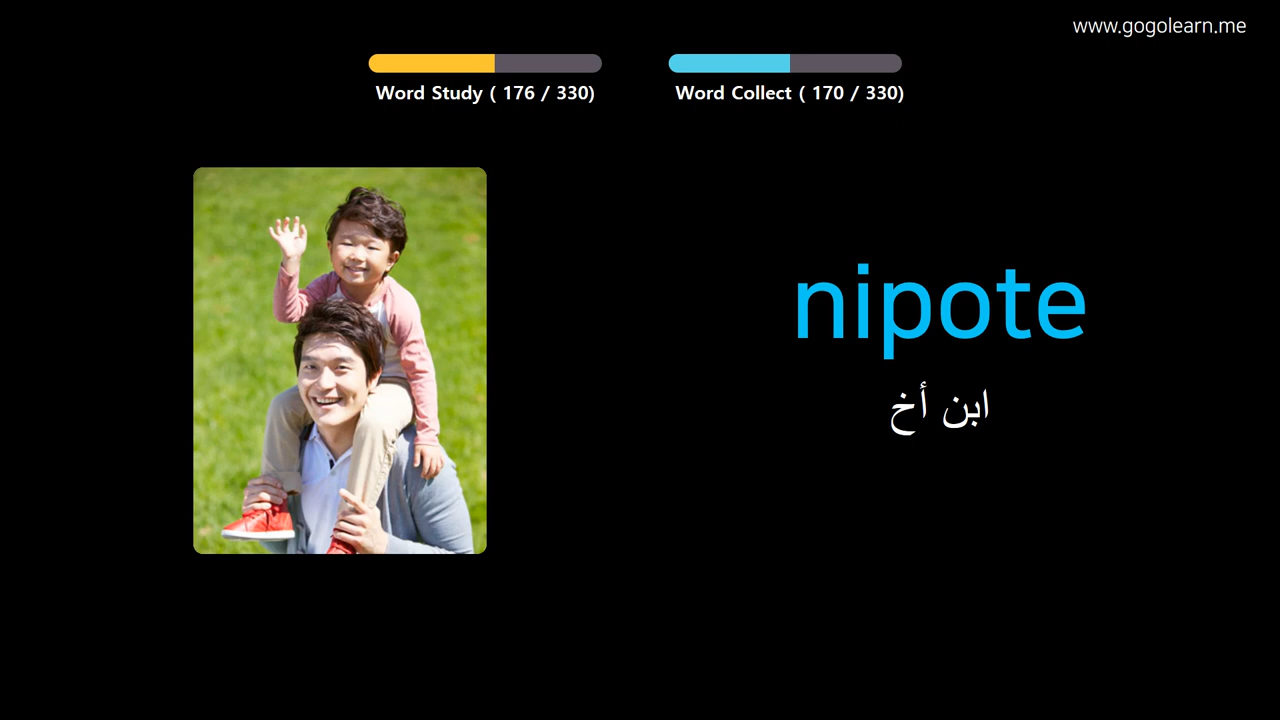 www.gogolearn.me
Word Study ( 176 / 330)
Word Collect ( 170 / 330)
nipote
ابن أخ